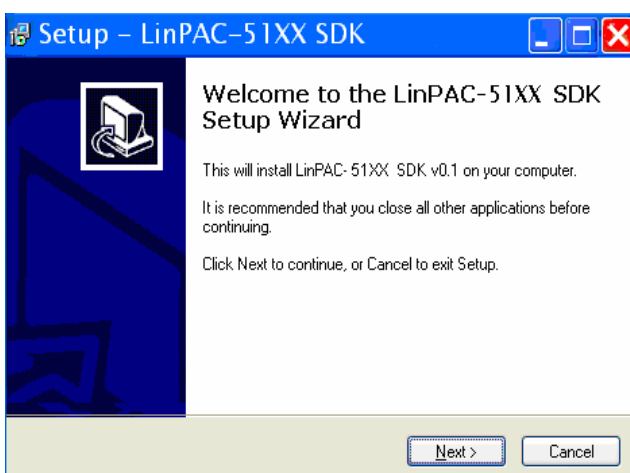 Setup – LinPAC-51XX SDK
Welcome to the LinPAC-51XX SDK
Setup Wizard
This will install LinPAC- 51XX SDK v0.1 on your computer.
It is recommended that you close all other applications before
continuing.
Click Next to continue, or Cancel to exit Setup.
Next >
Cancel